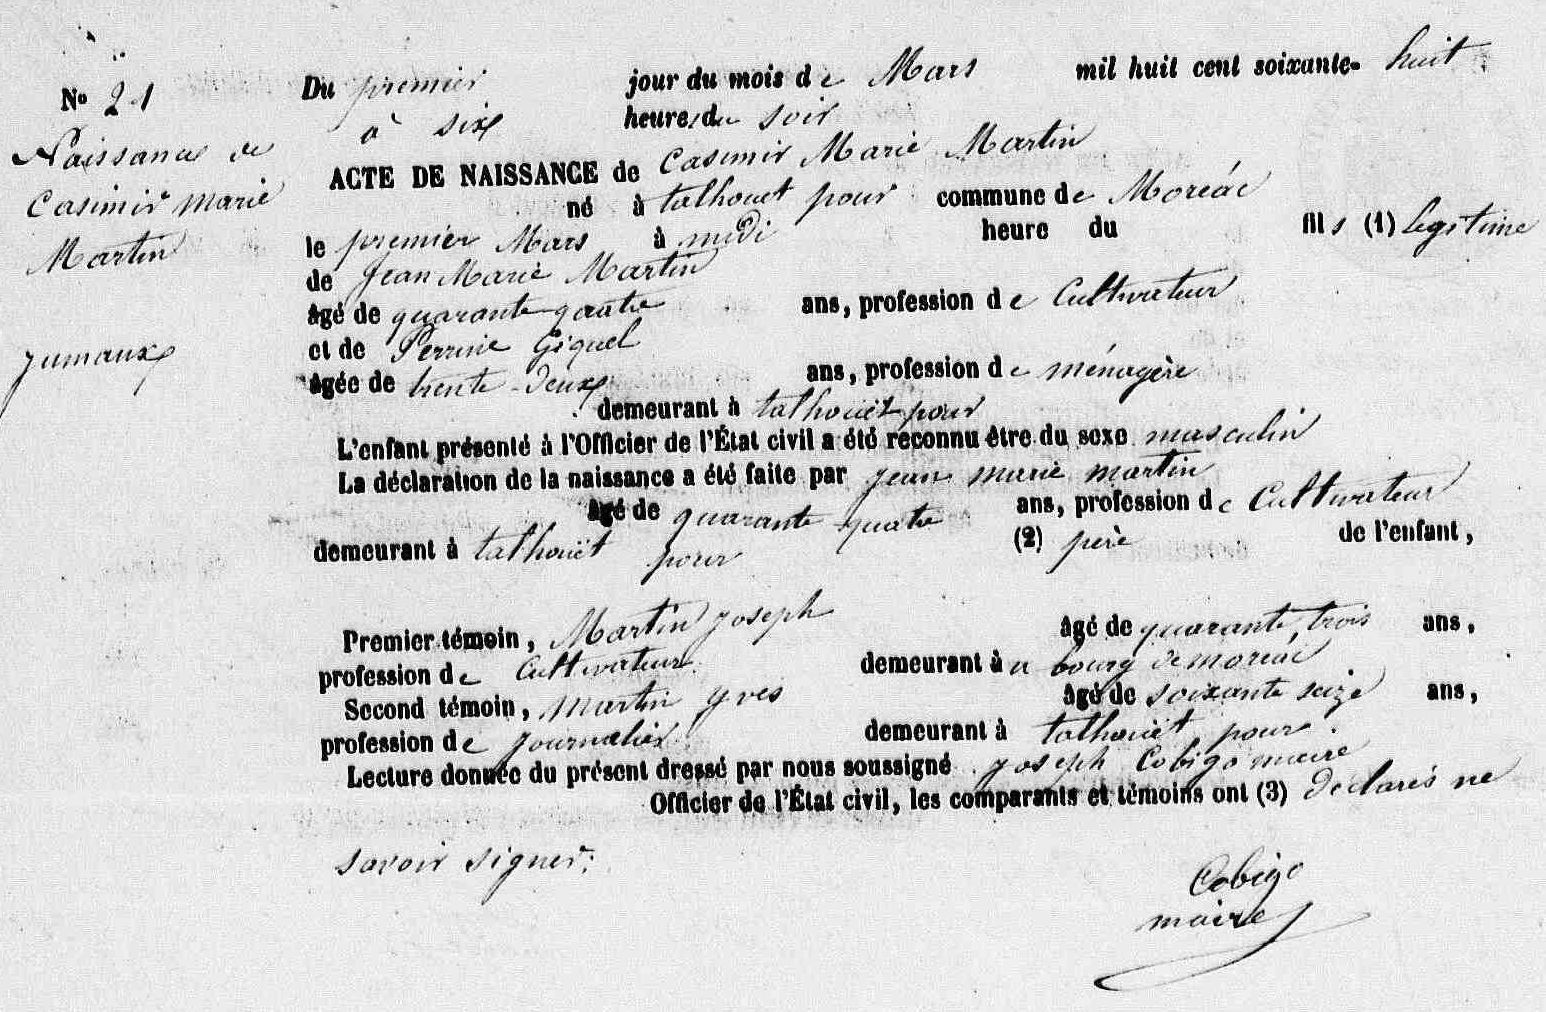 No 21
Naissance de
Casimir Marie
Martin
jumaux
Du premier jour du mois de Mars mil huit cent soixante- huit
à six heures du soir
ACTE DE NAISSANCE de Casimir Marie Martin
né à talhouet pour commune de Moréac
le premier Mars à midi heure du fils (1) legitime
de Jean Marie Martin
âgé de quarante quatre ans, profession de Cultivateur
et de Perrine Giquel
âgée de trente-deux ans, profession de ménagère
demeurant à talhouët pour
L'enfant présenté à l'Officier de l'État civil a été reconnu être du sexe masculin
La déclaration de la naissance a été faite par jean marie martin
âgé de quarante quatre ans, profession de Cultivateur
demeurant à talhouët pour (2) père de l'enfant,
Premier témoin, Martin joseph âgé de quarante, trois ans,
profession de Cultivateur demeurant à u bourg de moréac
Second témoin, martin yves âgé de soixante seize ans,
profession de journalier demeurant à talhouët pour
Lecture donnée du présent dressé par nous soussigné joseph Cobigo maire
Officier de l'État civil, les comparants et témoins ont (3) declarés ne
savoir signer.
Cobigo
maire